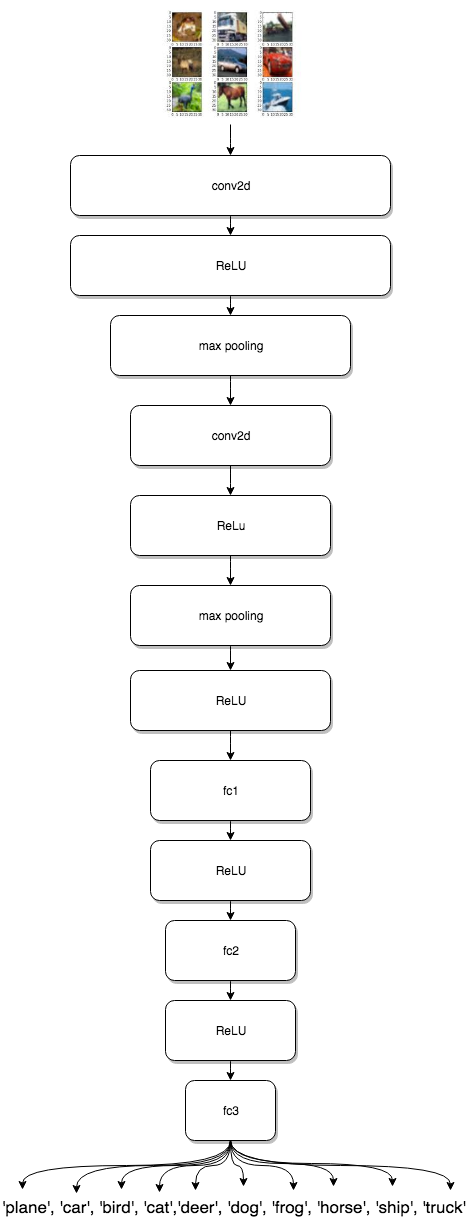 conv2d
ReLU
max pooling
conv2d
ReLu
max pooling
ReLU
fc1
ReLU
fc2
ReLU
fc3
'plane', 'car', 'bird', 'cat','deer', 'dog', 'frog', 'horse', 'ship', 'truck'